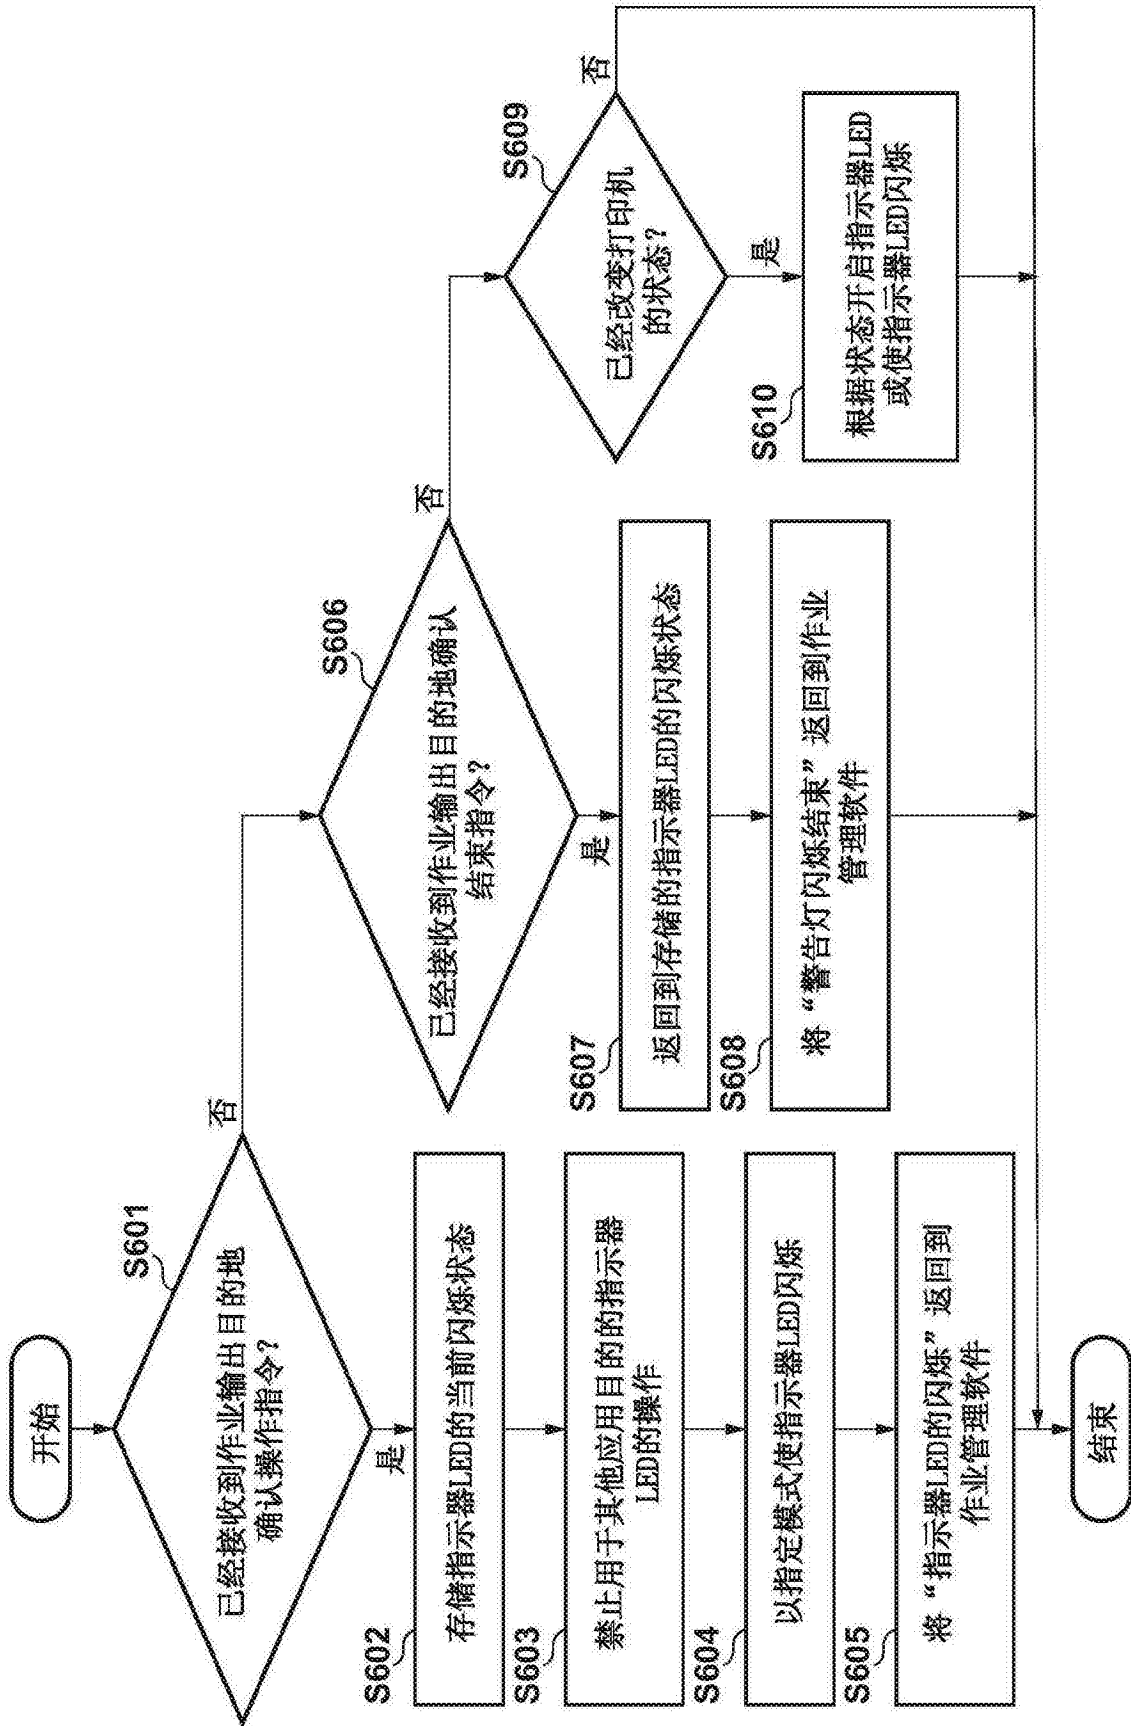 开始
S601
已经接收到作业输出目的地
确认操作指令？
否
是
S602
存储指示器LED的当前闪烁状态
S603
禁止用于其他应用目的的指示器
LED的操作
S604
以指定模式使指示器LED闪烁
S605
将“指示器LED的闪烁”返回到
作业管理软件
结束
S606
已经接收到作业输出目的地确认
结束指令？
否
是
S607
返回到存储的指示器LED的闪烁状态
S608
将“警告灯闪烁结束”返回到作业
管理软件
S609
已经改变打印机
的状态？
否
是
S610
根据状态开启指示器LED
或使指示器LED闪烁